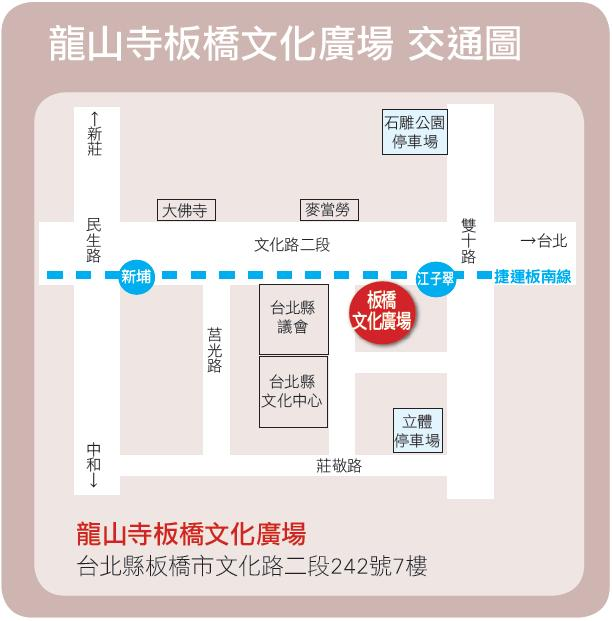 龍山寺板橋文化廣場 交通圖
↑新莊
石雕公園
停車場
大佛寺
麥當勞
民生路
文化路二段
雙十路
→台北
新埔
江子翠
捷運板南線
台北縣
議會
板橋
文化廣場
莒光路
台北縣
文化中心
立體
停車場
中和↓
莊敬路
龍山寺板橋文化廣場
台北縣板橋市文化路二段242號7樓